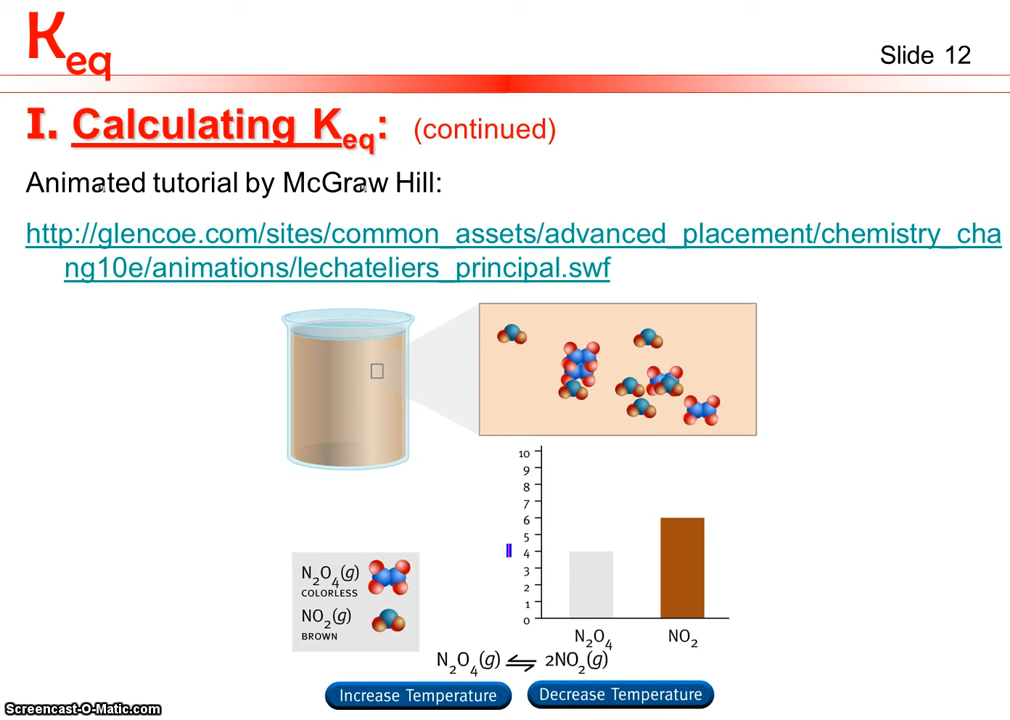 Keq
Slide 12
I. Calculating Keq: (continued)
Animated tutorial by McGraw Hill:
http://glencoe.com/sites/common_assets/advanced_placement/chemistry_cha
ng10e/animations/lechateliers_principal.swf
10
9
8
7
6
5
4
3
2
1
0
N2O4 NO2
N2O4(g)
COLORLESS
NO2(g)
BROWN
N2O4(g) ⇌ 2NO2(g)
Increase Temperature Decrease Temperature
Screencast-O-Matic.com